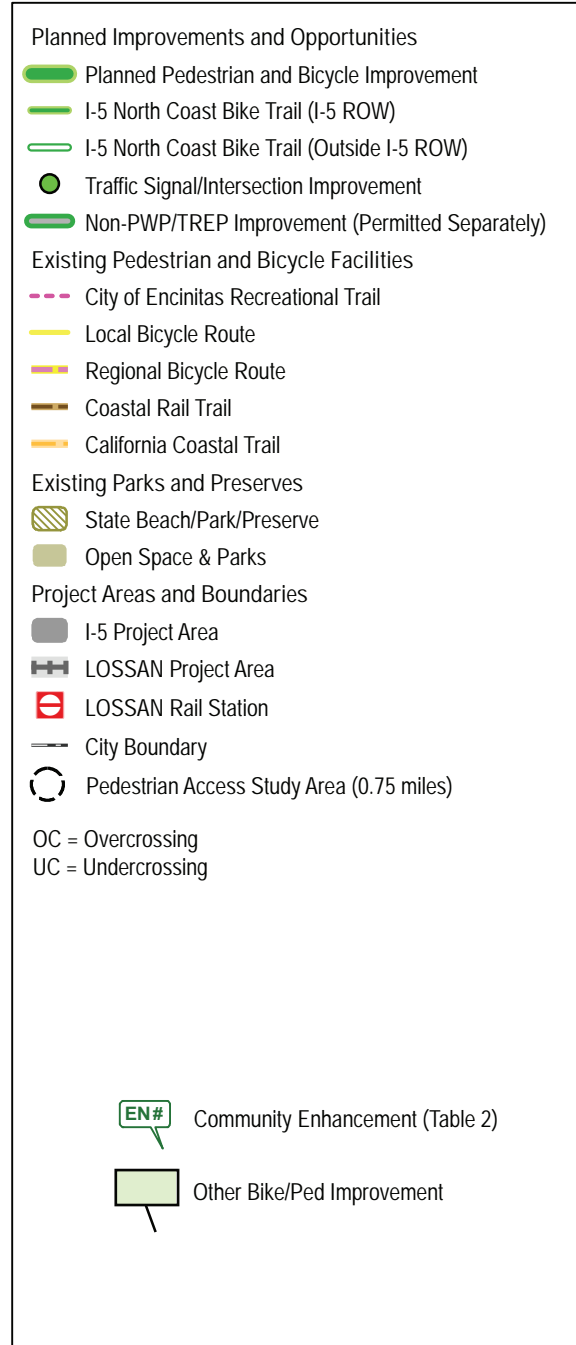 Planned Improvements and Opportunities
Planned Pedestrian and Bicycle Improvement
I-5 North Coast Bike Trail (I-5 ROW)
I-5 North Coast Bike Trail (Outside I-5 ROW)
Traffic Signal/Intersection Improvement
Non-PWP/TREP Improvement (Permitted Separately)
Existing Pedestrian and Bicycle Facilities
City of Encinitas Recreational Trail
Local Bicycle Route
Regional Bicycle Route
Coastal Rail Trail
California Coastal Trail
Existing Parks and Preserves
State Beach/Park/Preserve
Open Space & Parks
Project Areas and Boundaries
I-5 Project Area
LOSSAN Project Area
LOSSAN Rail Station
City Boundary
Pedestrian Access Study Area (0.75 miles)
OC = Overcrossing
UC = Undercrossing
EN# Community Enhancement (Table 2)
Other Bike/Ped Improvement